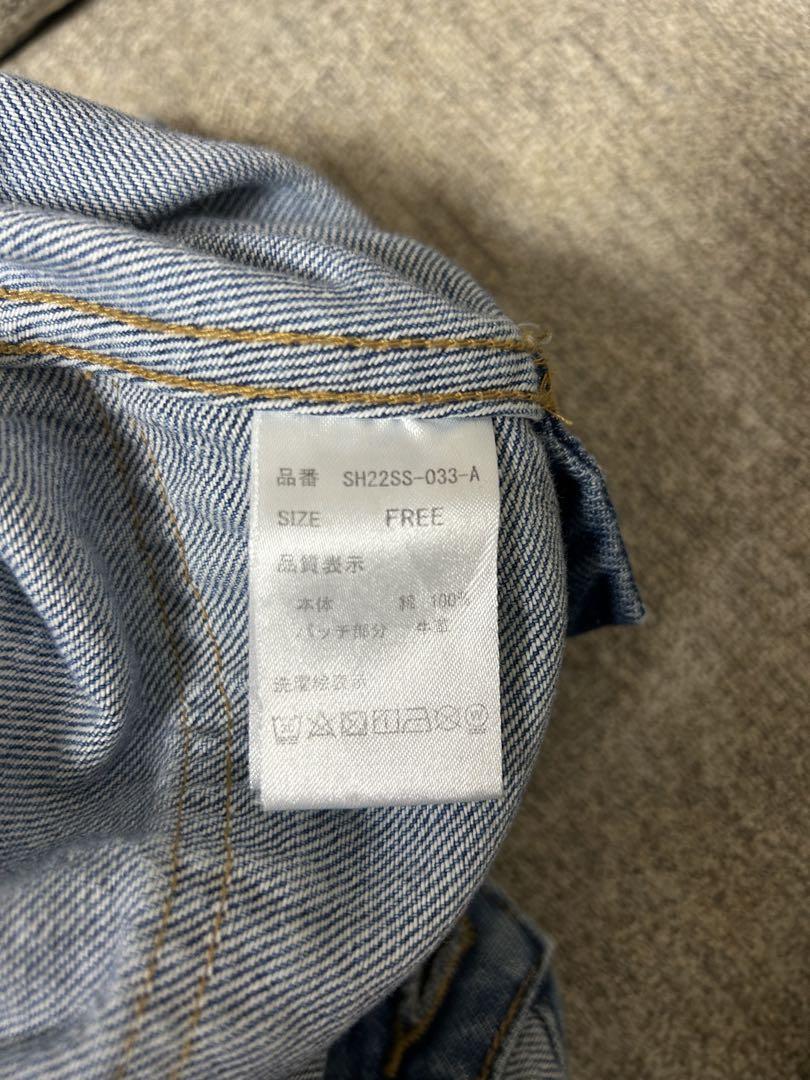 品番 SH22SS-033-A
SIZE FREE
品質表示
本体 綿 100%
パッチ部分 牛革
洗濯絵表示